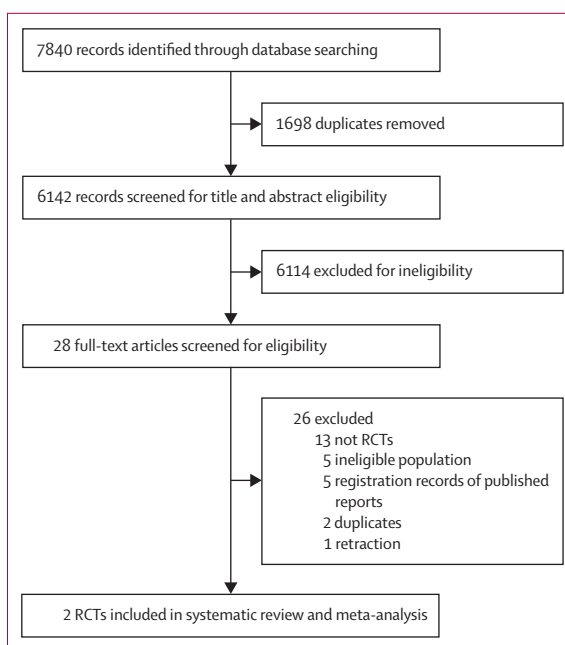 7840 records identified through database searching
1698 duplicates removed
6142 records screened for title and abstract eligibility
6114 excluded for ineligibility
28 full-text articles screened for eligibility
26 excluded
13 not RCTs
5 ineligible population
5 registration records of published
reports
2 duplicates
1 retraction
2 RCTs included in systematic review and meta-analysis